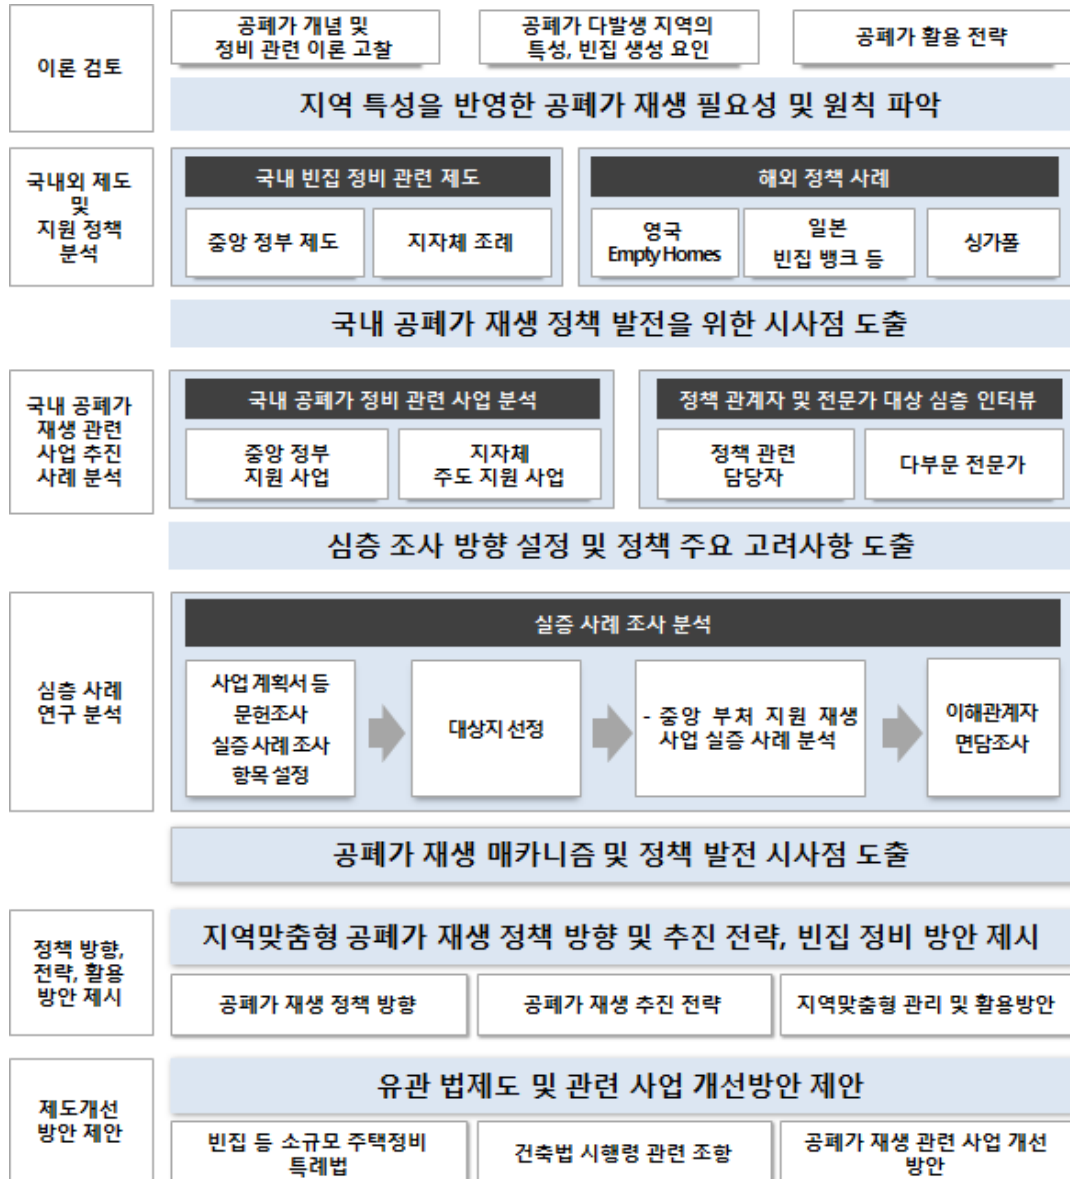 이론 검토
공폐가 개념 및
정비 관련 이론 고찰
공폐가 다발생 지역의
특성, 빈집 생성 요인
공폐가 활용 전략
지역 특성을 반영한 공폐가 재생 필요성 및 원칙 파악
국내외 제도
및
지원 정책
분석
국내 빈집 정비 관련 제도
중앙 정부 제도
지자체 조례
해외 정책 사례
영국
Empty Homes
일본
빈집 뱅크 등
싱가폴
국내 공폐가 재생 정책 발전을 위한 시사점 도출
국내 공폐가
재생 관련
사업 추진
사례 분석
국내 공폐가 정비 관련 사업 분석
중앙 정부
지원 사업
지자체
주도 지원 사업
정책 관계자 및 전문가 대상 심층 인터뷰
정책 관련
담당자
다부문 전문가
심층 조사 방향 설정 및 정책 주요 고려사항 도출
심층 사례
연구 분석
실증 사례 조사 분석
사업 계획서 등
문헌조사
실증 사례 조사
항목 설정
대상지 선정
- 중앙 부처 지원 재생
사업 실증 사례 분석
이해관계자
면담조사
공폐가 재생 매카니즘 및 정책 발전 시사점 도출
정책 방향,
전략, 활용
방안 제시
지역맞춤형 공폐가 재생 정책 방향 및 추진 전략, 빈집 정비 방안 제시
공폐가 재생 정책 방향
공폐가 재생 추진 전략
지역맞춤형 관리 및 활용방안
제도개선
방안 제안
유관 법제도 및 관련 사업 개선방안 제안
빈집 등 소규모 주택정비
특례법
건축법 시행령 관련 조항
공폐가 재생 관련 사업 개선
방안